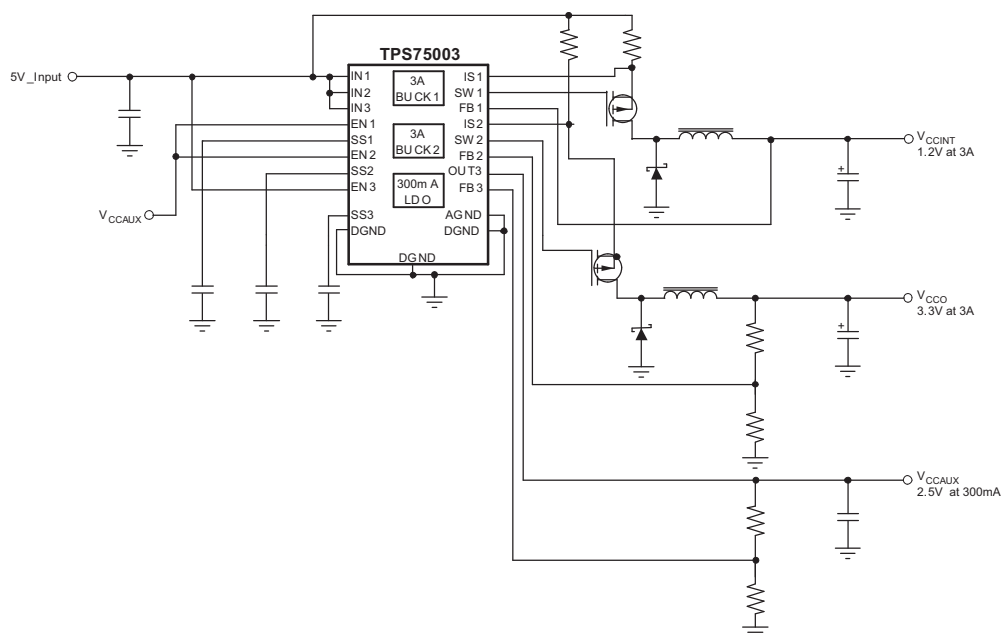 TPS75003
5V_Input
IN1
IN2
IN3
EN1
SS1
EN2
SS2
EN3
SS3
DGND
3A
BUCK1
3A
BUCK2
300mA
LDO
DGND
IS1
SW1
FB1
IS2
SW2
FB2
OUT3
FB3
AGND
DGND
VCCAUX
VCCINT
1.2V at 3A
VCCO
3.3V at 3A
VCCAUX
2.5V at 300mA
+
+